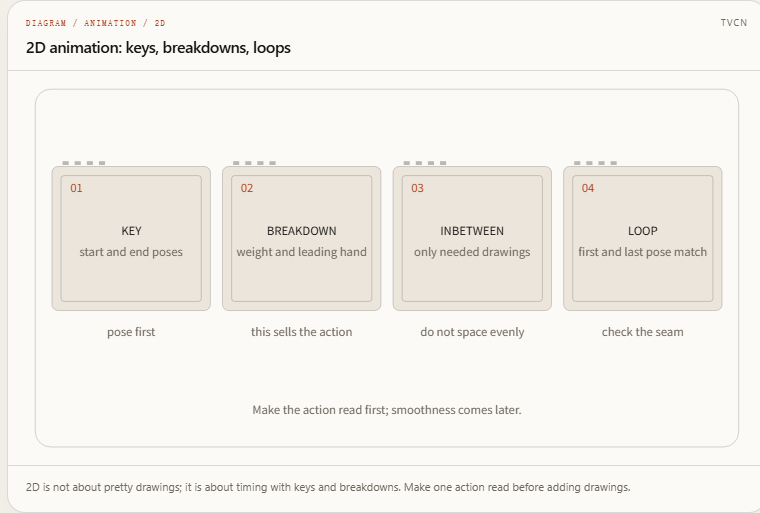 DIAGRAM / ANIMATION / 2D
TVCN
2D animation: keys, breakdowns, loops
01
KEY
start and end poses
pose first
02
BREAKDOWN
weight and leading hand
this sells the action
03
INBETWEEN
only needed drawings
do not space evenly
04
LOOP
first and last pose match
check the seam
Make the action read first; smoothness comes later.
2D is not about pretty drawings; it is about timing with keys and breakdowns. Make one action read before adding drawings.